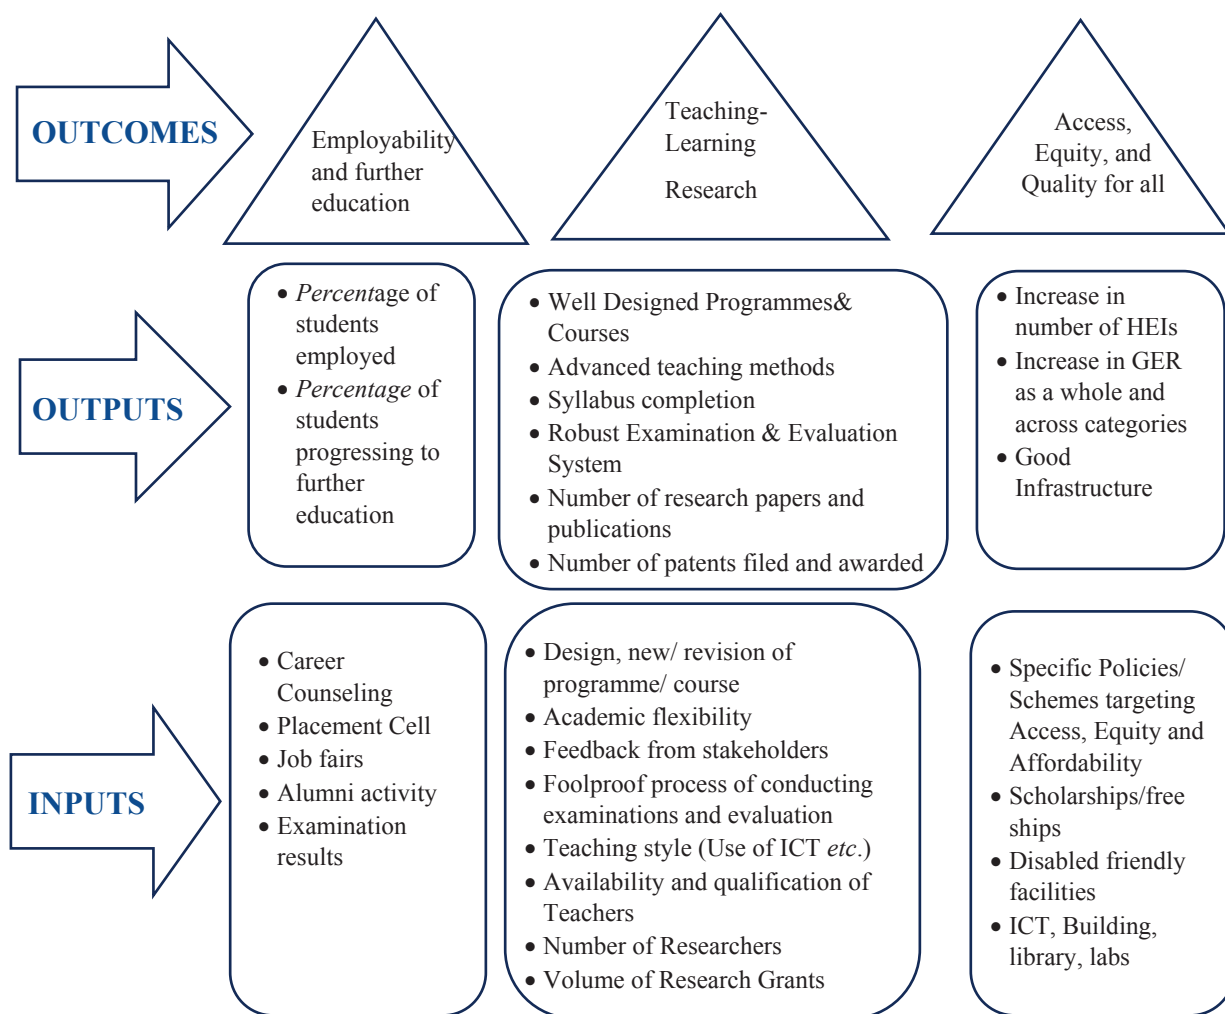 OUTCOMES
Employability
and further
education
Teaching-
Learning
Research
Access,
Equity, and
Quality for all
OUTPUTS
• Percentage of
students
employed
• Percentage of
students
progressing to
further
education
• Well Designed Programmes&
Courses
• Advanced teaching methods
• Syllabus completion
• Robust Examination & Evaluation
System
• Number of research papers and
publications
• Number of patents filed and awarded
• Increase in
number of HEIs
• Increase in GER
as a whole and
across categories
• Good
Infrastructure
INPUTS
• Career
Counseling
• Placement Cell
• Job fairs
• Alumni activity
• Examination
results
• Design, new/ revision of
programme/ course
• Academic flexibility
• Feedback from stakeholders
• Foolproof process of conducting
examinations and evaluation
• Teaching style (Use of ICT etc.)
• Availability and qualification of
Teachers
• Number of Researchers
• Volume of Research Grants
• Specific Policies/
Schemes targeting
Access, Equity and
Affordability
• Scholarships/free
ships
• Disabled friendly
facilities
• ICT, Building,
library, labs